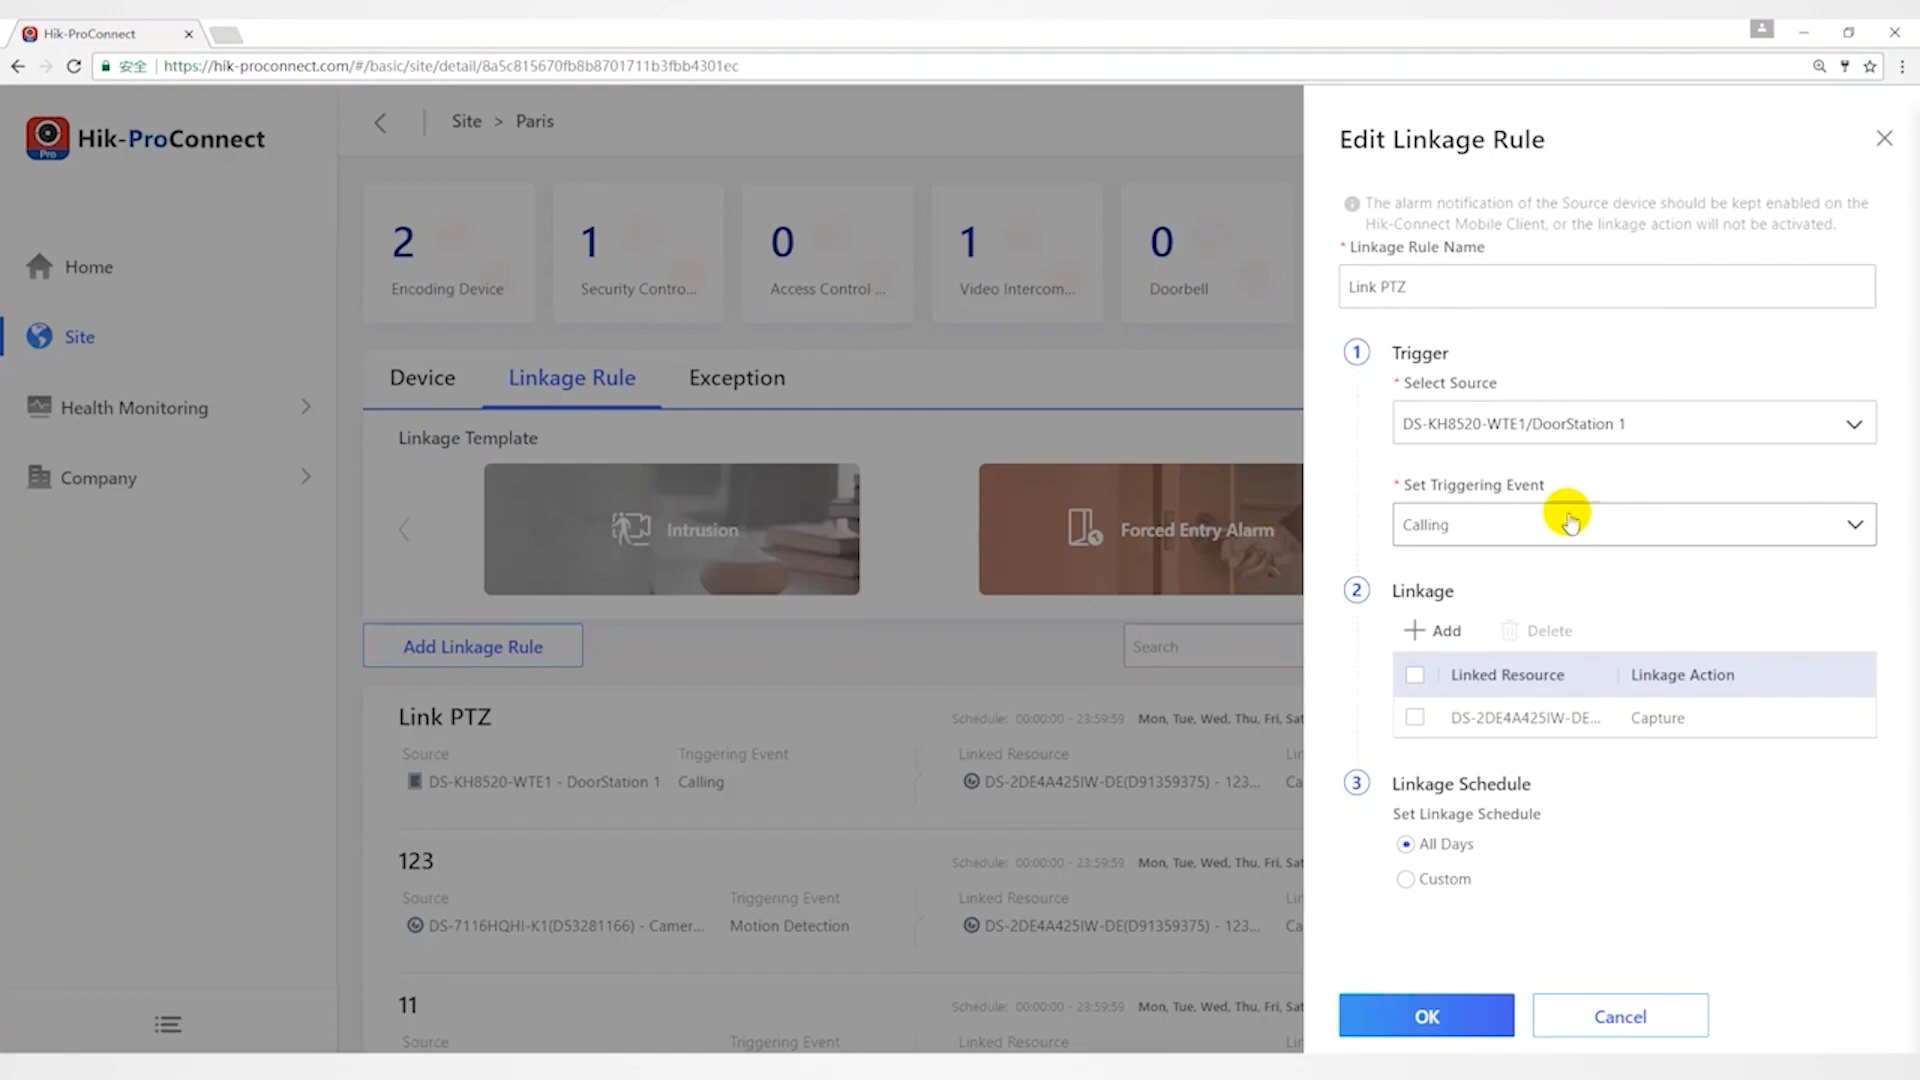 Hik-ProConnect
安全 https://hik-proconnect.com/#/basic/site/detail/8a5c815670fb8b8701711b3fbb4301ec
Pro
Hik-ProConnect
Home
Site
Health Monitoring
Company
Site > Paris
2
Encoding Device
1
Security Contro...
0
Access Control ...
1
Video Intercom...
0
Doorbell
Device Linkage Rule Exception
Linkage Template
Intrusion
Forced Entry Alarm
Add Linkage Rule
Search
Link PTZ
Schedule: 00:00:00 - 23:59:59 Mon, Tue, Wed, Thu, Fri, Sat
Source Triggering Event Linked Resource
DS-KH8520-WTE1 - DoorStation 1 Calling DS-2DE4A425IW-DE(D91359375) - 123...
123
Schedule: 00:00:00 - 23:59:59 Mon, Tue, Wed, Thu, Fri, Sat
Source Triggering Event Linked Resource
DS-7116HQHI-K1(D53281166) - Camer... Motion Detection DS-2DE4A425IW-DE(D91359375) - 123...
11
Schedule: 00:00:00 - 23:59:59 Mon, Tue, Wed, Thu, Fri, Sat
Source Triggering Event Linked Resource
Edit Linkage Rule
The alarm notification of the Source device should be kept enabled on the
Hik-Connect Mobile Client, or the linkage action will not be activated.
* Linkage Rule Name
Link PTZ
1 Trigger
* Select Source
DS-KH8520-WTE1/DoorStation 1
* Set Triggering Event
Calling
2 Linkage
Add Delete
Linked Resource Linkage Action
DS-2DE4A425IW-DE... Capture
3 Linkage Schedule
Set Linkage Schedule
All Days
Custom
OK Cancel